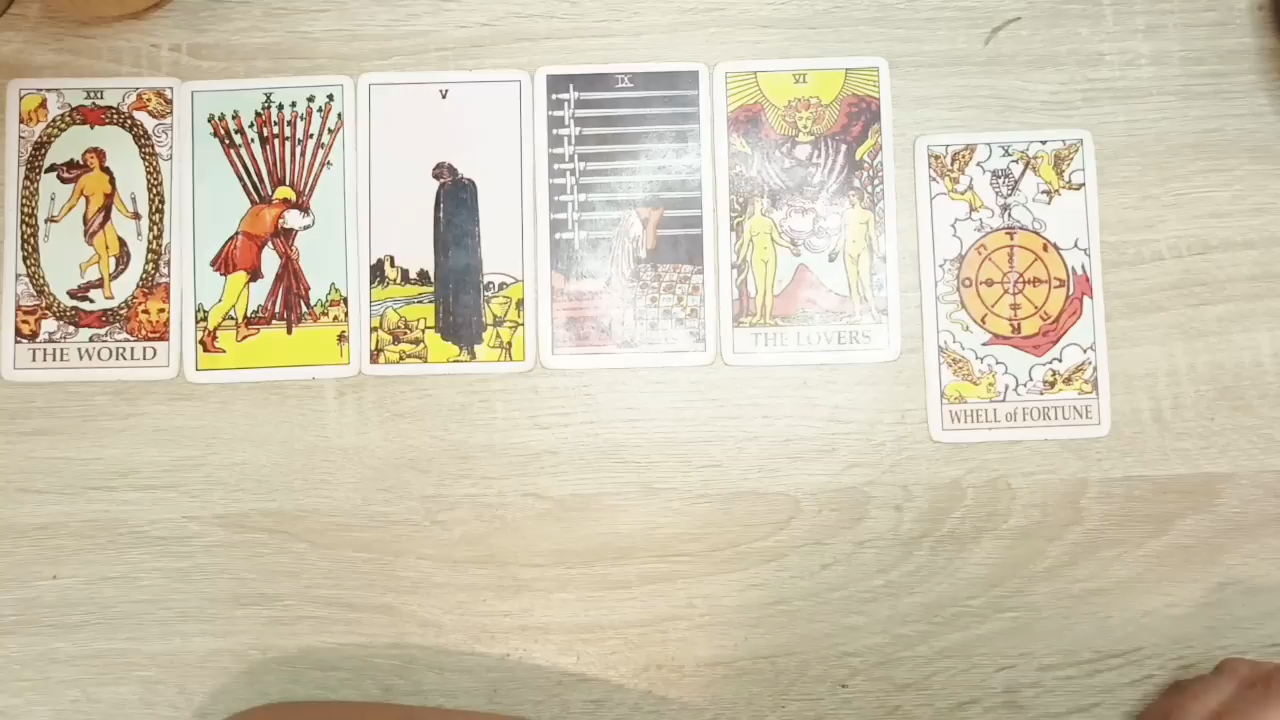 XXI
THE WORLD
X
V
IX
VI
THE LOVERS
X
WHELL of FORTUNE